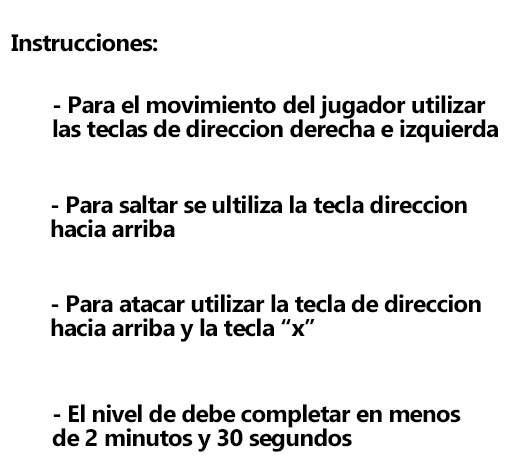 Instrucciones:
- Para el movimiento del jugador utilizar
las teclas de direccion derecha e izquierda
- Para saltar se ultiliza la tecla direccion
hacia arriba
- Para atacar utilizar la tecla de direccion
hacia arriba y la tecla “x”
- El nivel de debe completar en menos
de 2 minutos y 30 segundos